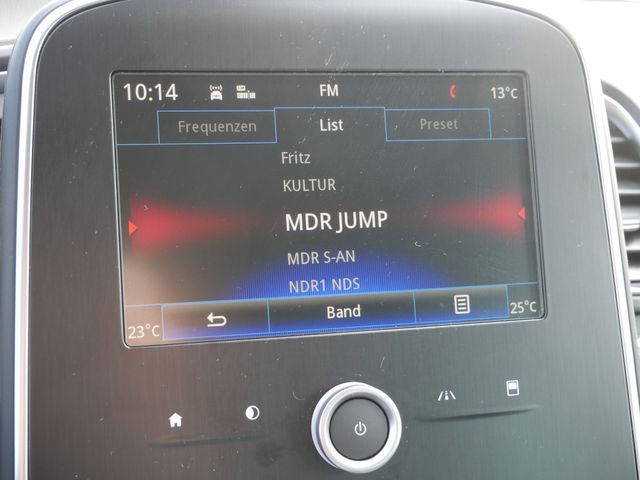 10:14 FM 13°C
Frequenzen List Preset
Fritz
KULTUR
MDR JUMP
MDR S-AN
NDR1 NDS
23°C Band 25°C